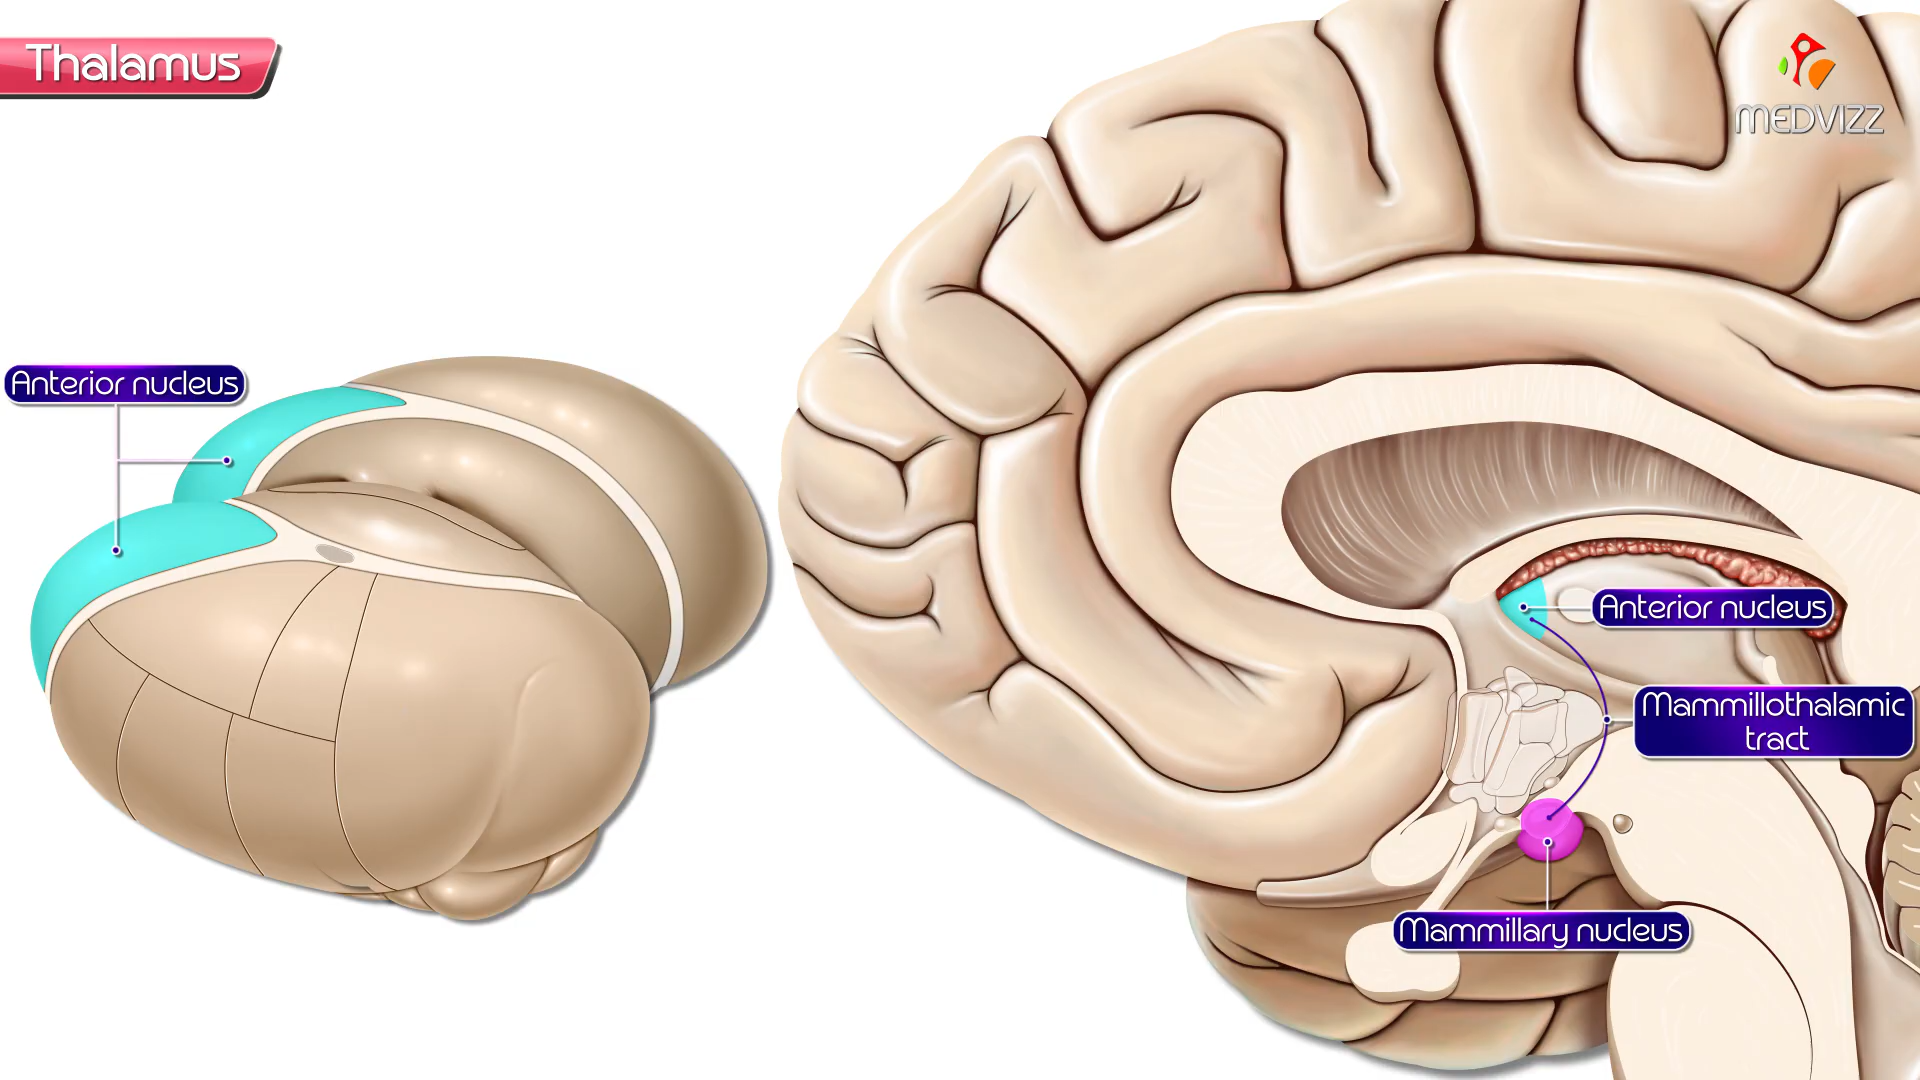 Thalamus
MEDVIZZ
Anterior nucleus
Anterior nucleus
Mammillothalamic
tract
Mammillary nucleus